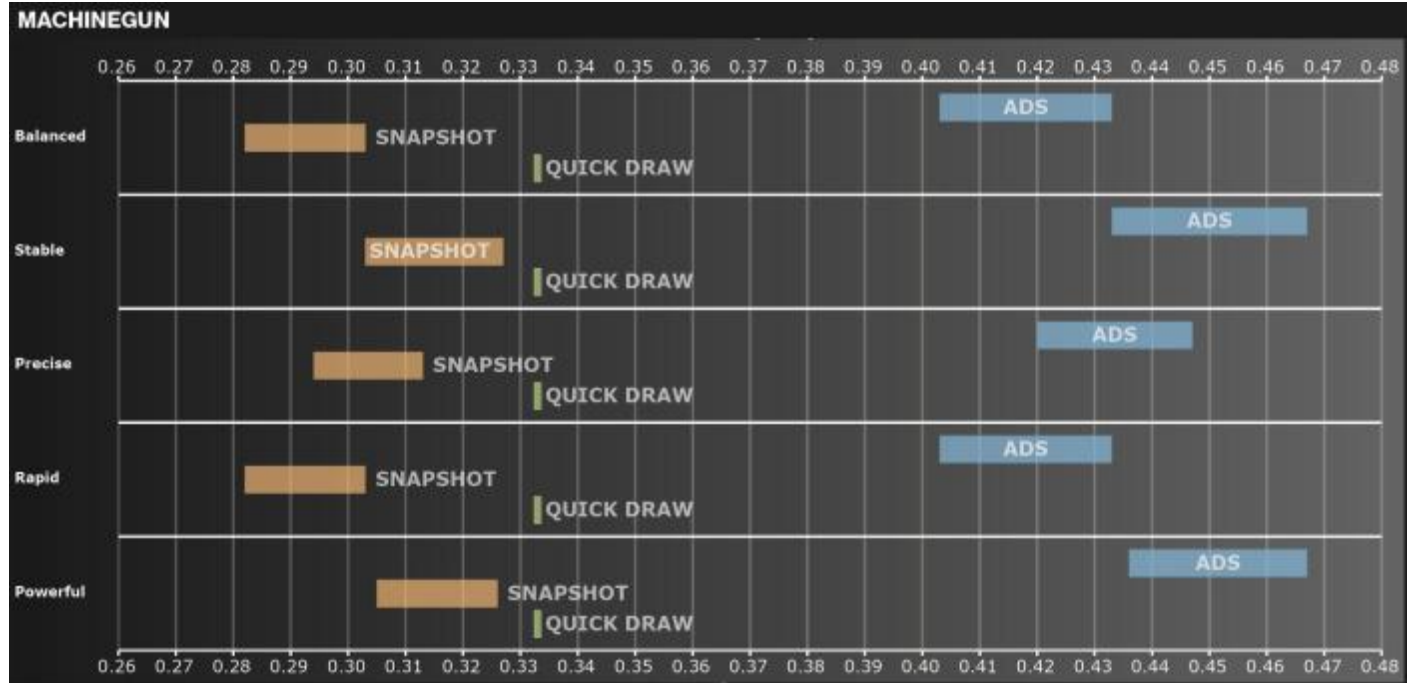 MACHINEGUN
0.26 0.27 0.28 0.29 0.30 0.31 0.32 0.33 0.34 0.35 0.36 0.37 0.38 0.39 0.40 0.41 0.42 0.43 0.44 0.45 0.46 0.47 0.48
ADS
Balanced SNAPSHOT
QUICK DRAW
ADS
Stable SNAPSHOT
QUICK DRAW
ADS
Precise SNAPSHOT
QUICK DRAW
ADS
Rapid SNAPSHOT
QUICK DRAW
ADS
Powerful SNAPSHOT
QUICK DRAW
0.26 0.27 0.28 0.29 0.30 0.31 0.32 0.33 0.34 0.35 0.36 0.37 0.38 0.39 0.40 0.41 0.42 0.43 0.44 0.45 0.46 0.47 0.48